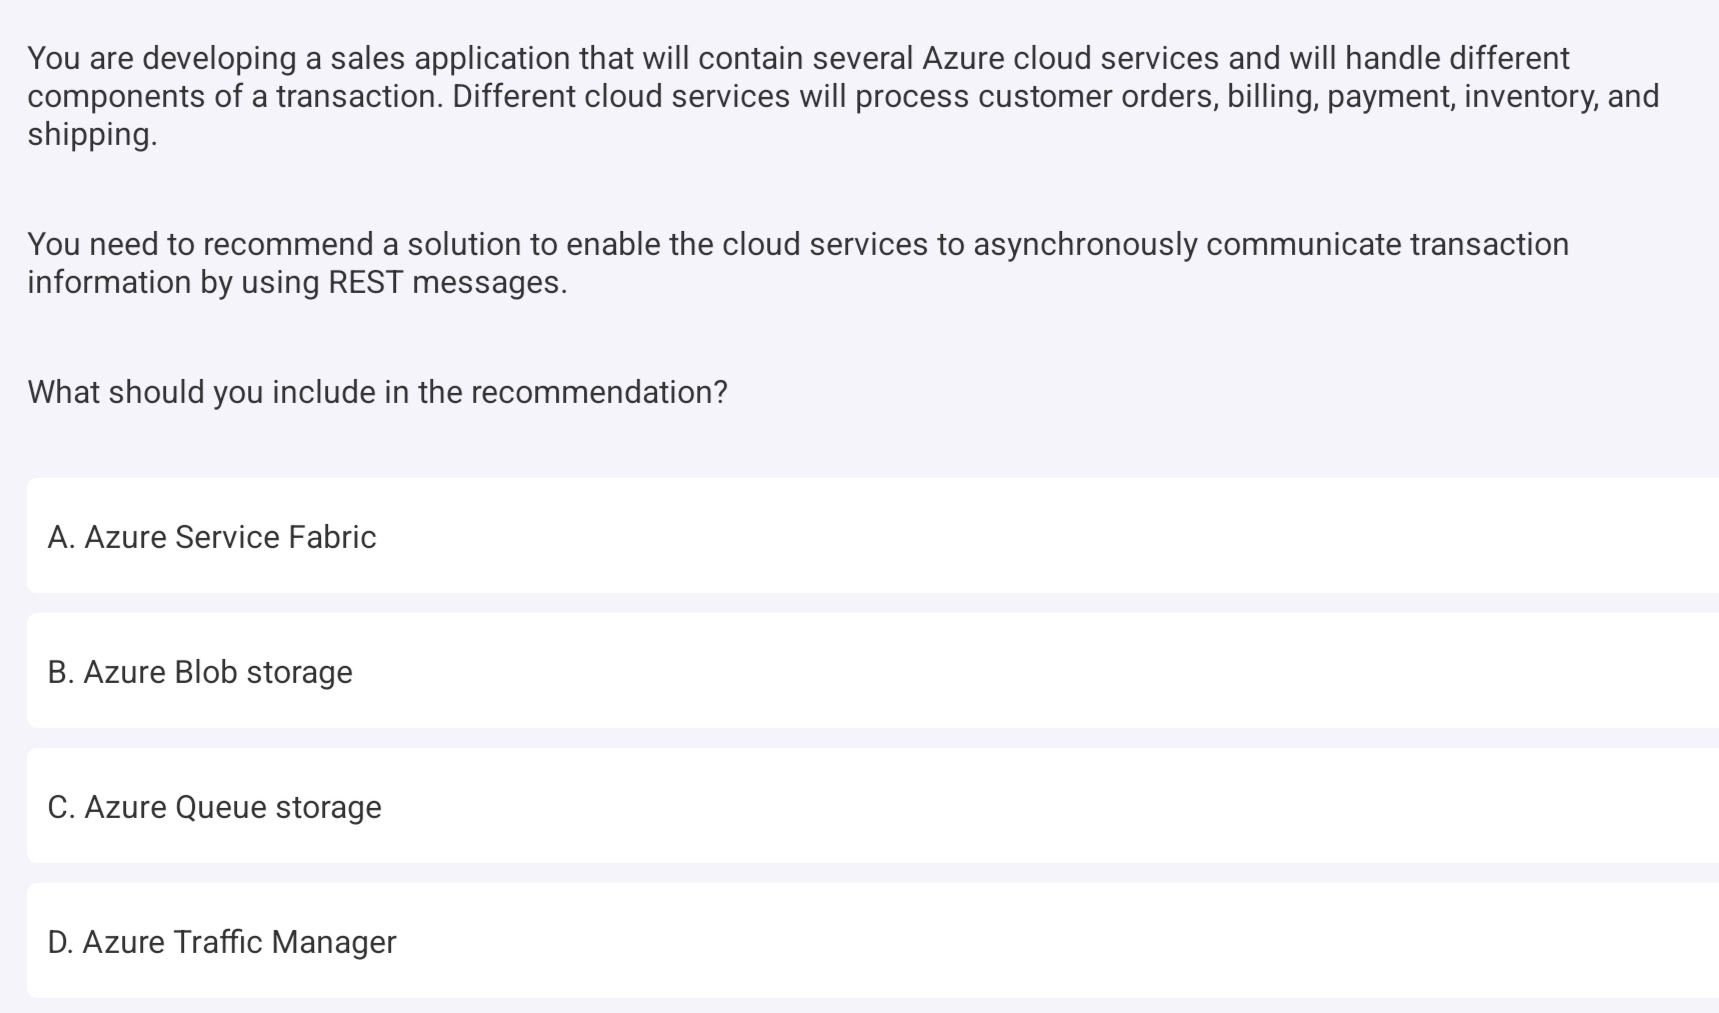 You are developing a sales application that will contain several Azure cloud services and will handle different
components of a transaction. Different cloud services will process customer orders, billing, payment, inventory, and
shipping.
You need to recommend a solution to enable the cloud services to asynchronously communicate transaction
information by using REST messages.
What should you include in the recommendation?
A. Azure Service Fabric
B. Azure Blob storage
C. Azure Queue storage
D. Azure Traffic Manager